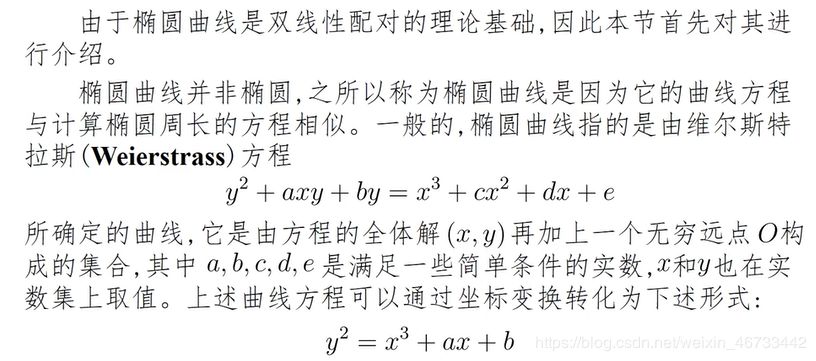 由于椭圆曲线是双线性配对的理论基础,因此本节首先对其进
行介绍。
椭圆曲线并非椭圆,之所以称为椭圆曲线是因为它的曲线方程
与计算椭圆周长的方程相似。一般的,椭圆曲线指的是由维尔斯特
拉斯(Weierstrass)方程
y² + axy + by = x³ + cx² + dx + e
所确定的曲线,它是由方程的全体解(x,y)再加上一个无穷远点O构
成的集合,其中 a,b,c,d,e 是满足一些简单条件的实数,x和y也在实
数集上取值。上述曲线方程可以通过坐标变换转化为下述形式:
y² = x³ + ax + b
https://blog.csdn.net/weixin_46733442